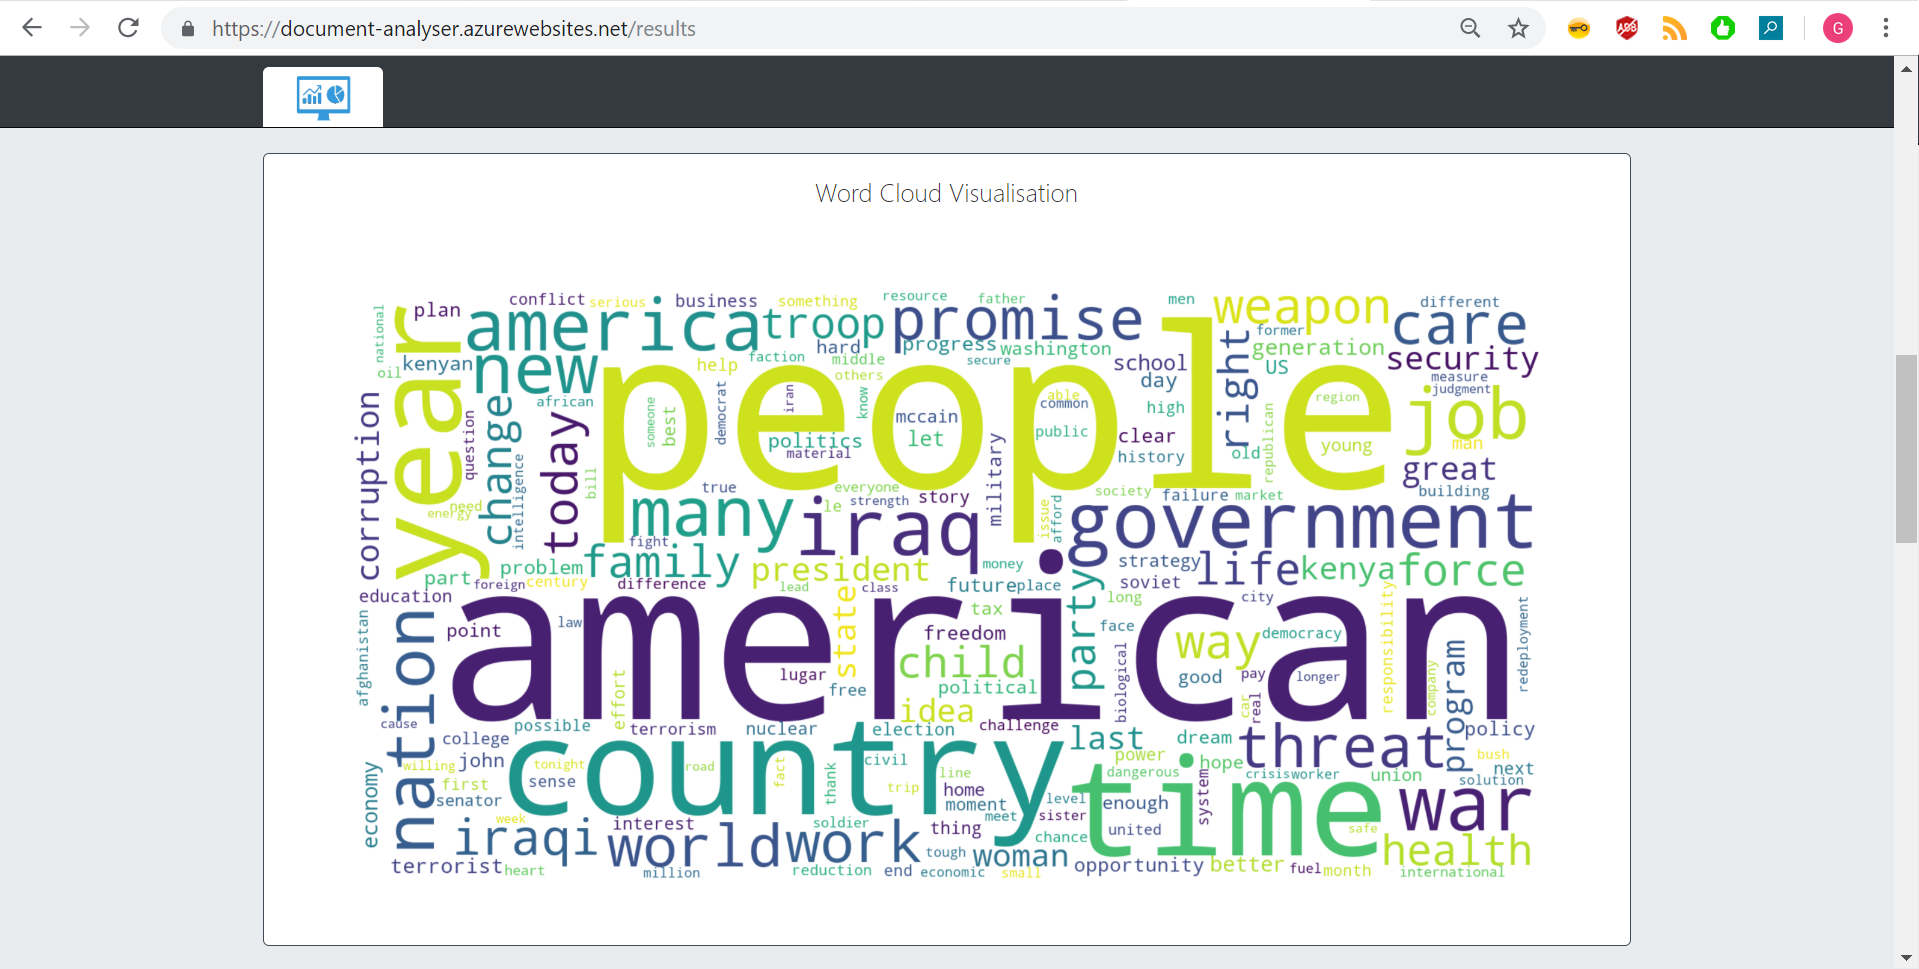 https://document-analyser.azurewebsites.net/results
G
Word Cloud Visualisation
national
plan
conflict
serious
business
something
resource
father
men
weapon
different
year
america
troop
promise
former
care
oil
kenyan
new
help
faction
hard
middle
others
progress
secure
washington
school
day
right
generation
US
security
measure
judgment
corruption
question
change
african
today
someone
best
democrat
iran
know
people
mccain
let
able
common
public
high
clear
history
old
republican
region
young
job
man
great
building
politics
material
military
need
energy
intelligence
bill
true
many
fight
everyone
le
strength
story
iraq
issue
afford
society
failure
market
government
problem
family
president
money
strategy
soviet
life
kenya
force
part
foreign
century
difference
lead
class
future
place
education
long
city
tax
afghanistan
nation
point
law
american
state
freedom
child
party
face
way
democracy
responsibility
program
redeployment
lugar
free
political
biological
good
pay
longer
company
effort
idea
car
real
cause
possible
terrorism
nuclear
election
challenge
last
dream
threat
policy
college
john
country
civil
power
hope
bush
economy
willing
tonight
road
fact
thank
line
dangerous
crisis
worker
union
next
solution
first
sense
trip
home
time
system
war
senator
moment
level
enough
week
iraqi
interest
world
soldier
work
thing
meet
sister
chance
united
safe
health
terrorist
heart
million
reduction
end
tough
economic
woman
small
opportunity
better
fuel
month
international